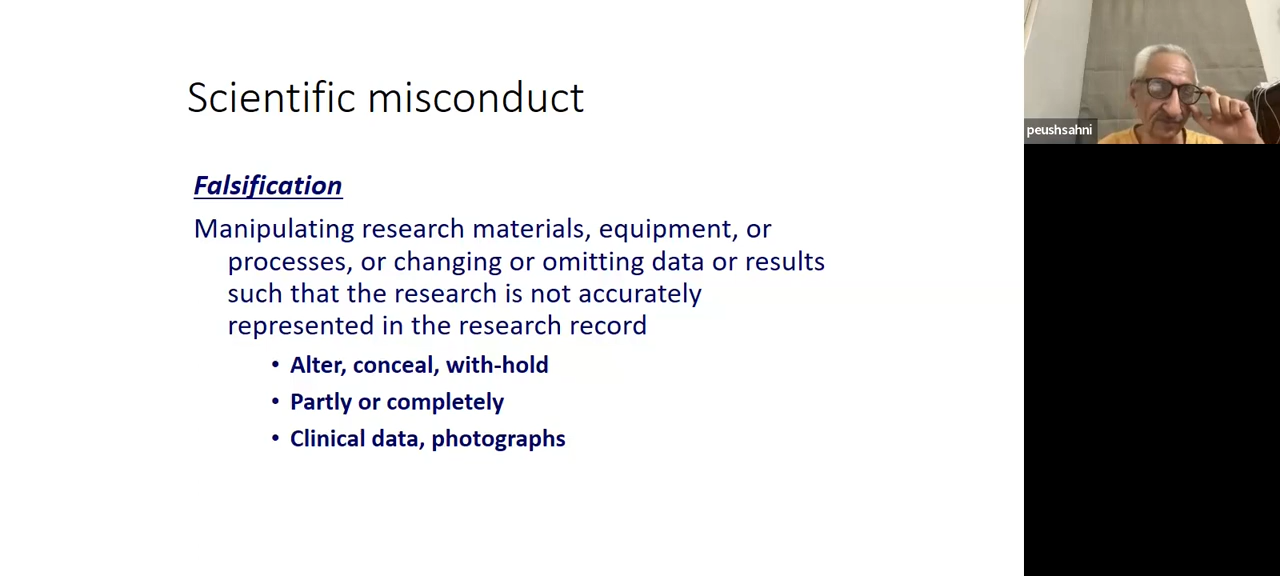 Scientific misconduct
peushsahni
Falsification
Manipulating research materials, equipment, or
processes, or changing or omitting data or results
such that the research is not accurately
represented in the research record
• Alter, conceal, with-hold
• Partly or completely
• Clinical data, photographs